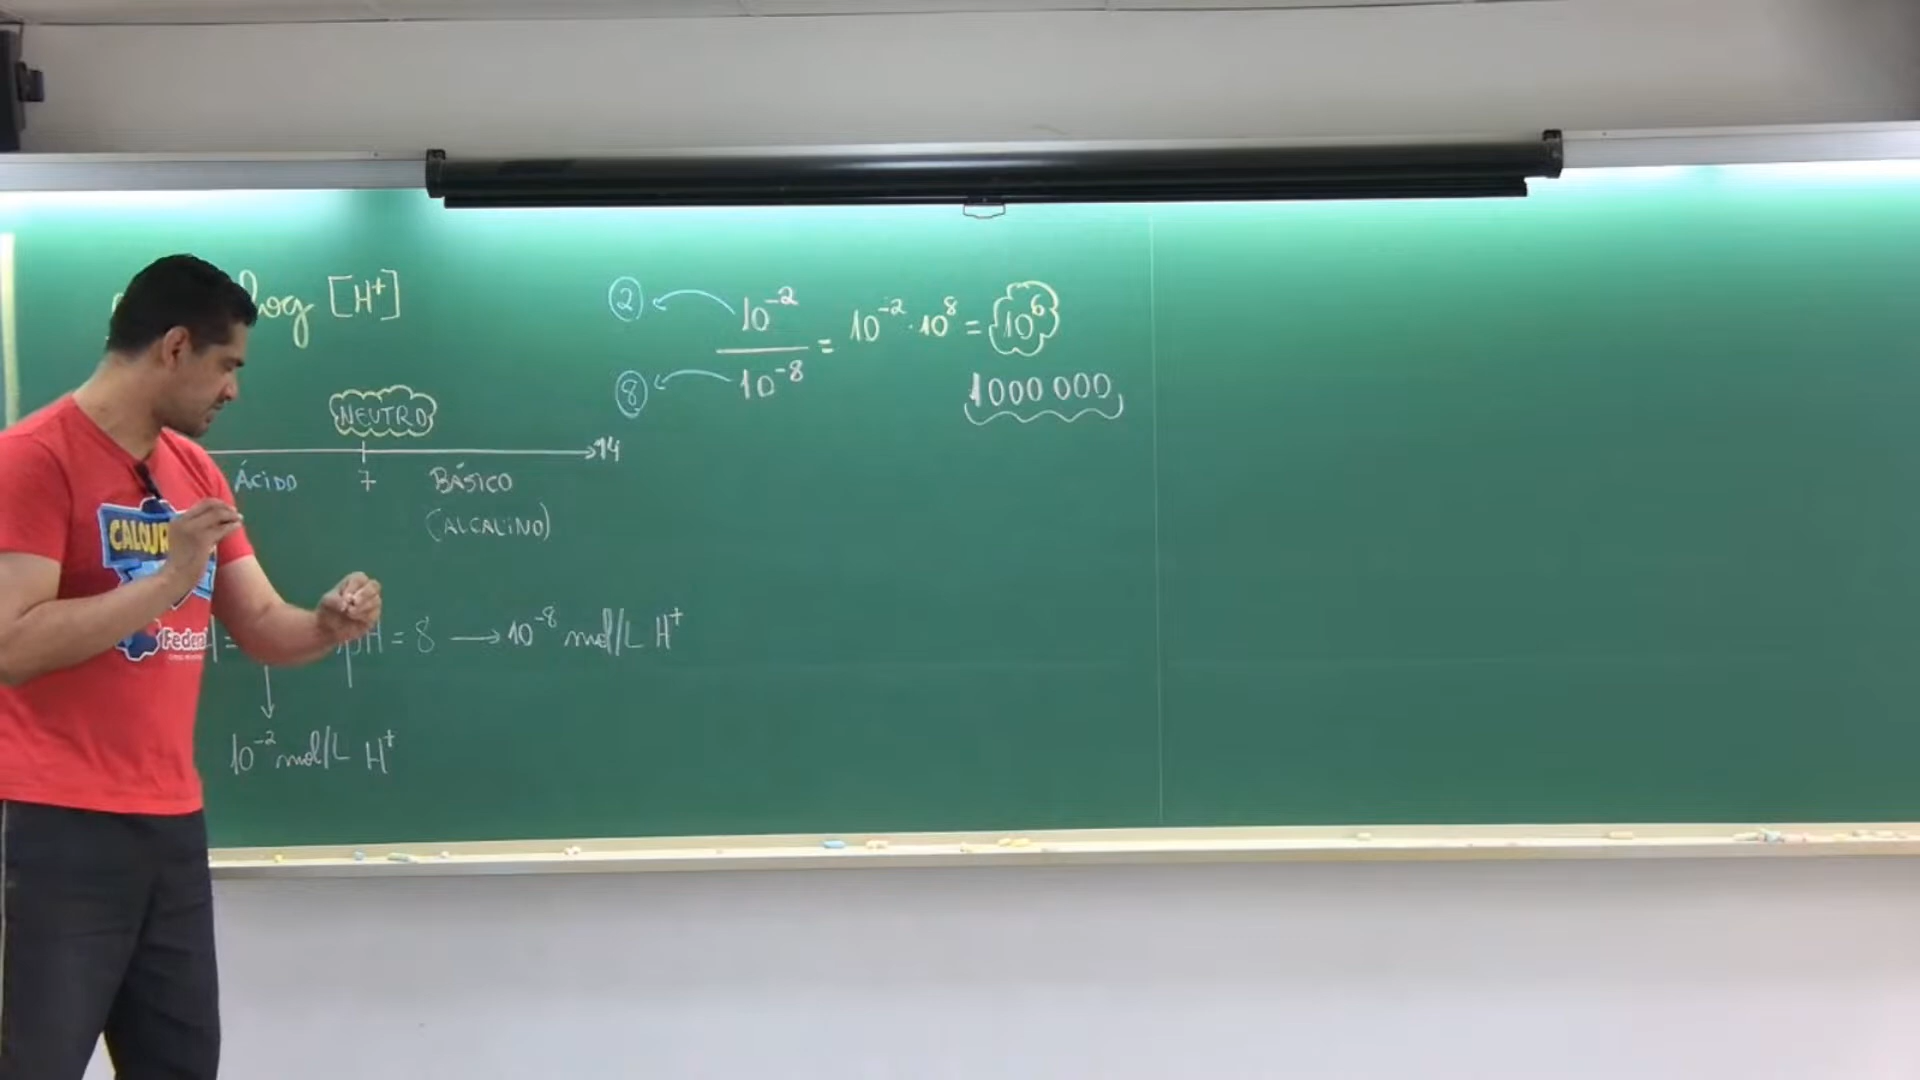 log [H⁺]
NEUTRO
14
ÁCIDO
7
BÁSICO
(ALCALINO)
= pH = 8 → 10⁻⁸ mol/L H⁺
10⁻² mol/L H⁺
2
10⁻²
8
10⁻⁸
= 10⁻² · 10⁸ = 10⁶
1000 000
CALOUR
Federal